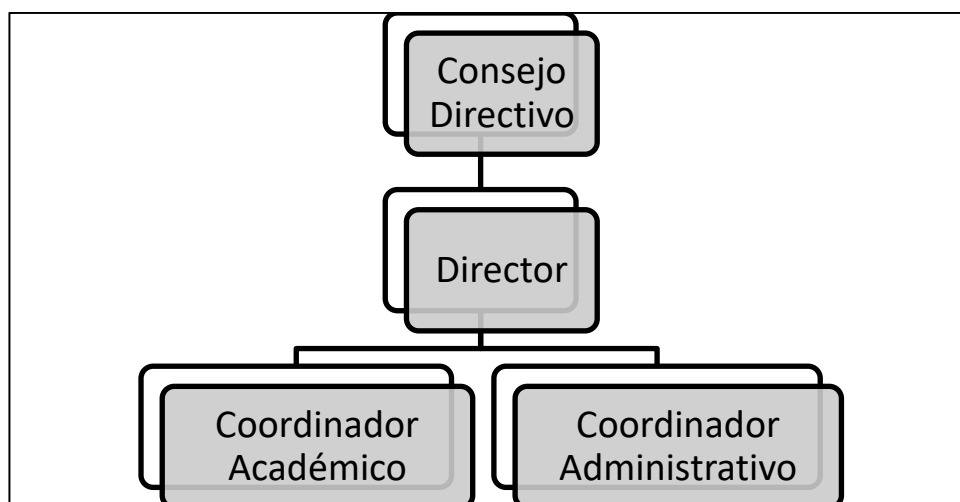 Consejo
Directivo
Director
Coordinador
Académico
Coordinador
Administrativo